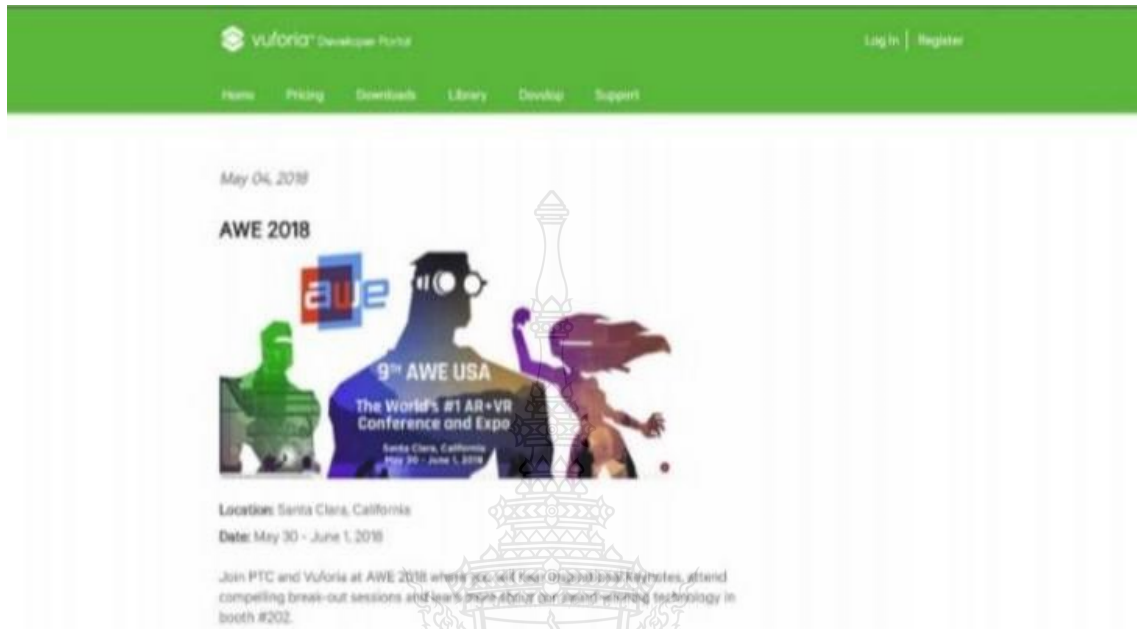 vuforia™ Developer Portal
Log In | Register
Home Pricing Downloads Library Develop Support
May 04, 2018
AWE 2018
awe
9TH AWE USA
The World's #1 AR+VR
Conference and Expo
Santa Clara, California
May 30 - June 1, 2018
Location: Santa Clara, California
Date: May 30 - June 1, 2018
Join PTC and Vuforia at AWE 2018 where you will hear inspirational keynotes, attend
compelling break-out sessions and learn more about our award-winning technology in
booth #202.